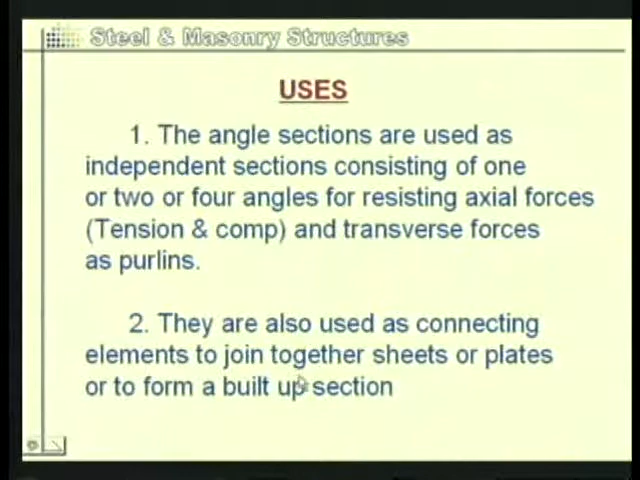 Steel & Masonry Structures
USES
1. The angle sections are used as
independent sections consisting of one
or two or four angles for resisting axial forces
(Tension & comp) and transverse forces
as purlins.
2. They are also used as connecting
elements to join together sheets or plates
or to form a built up section